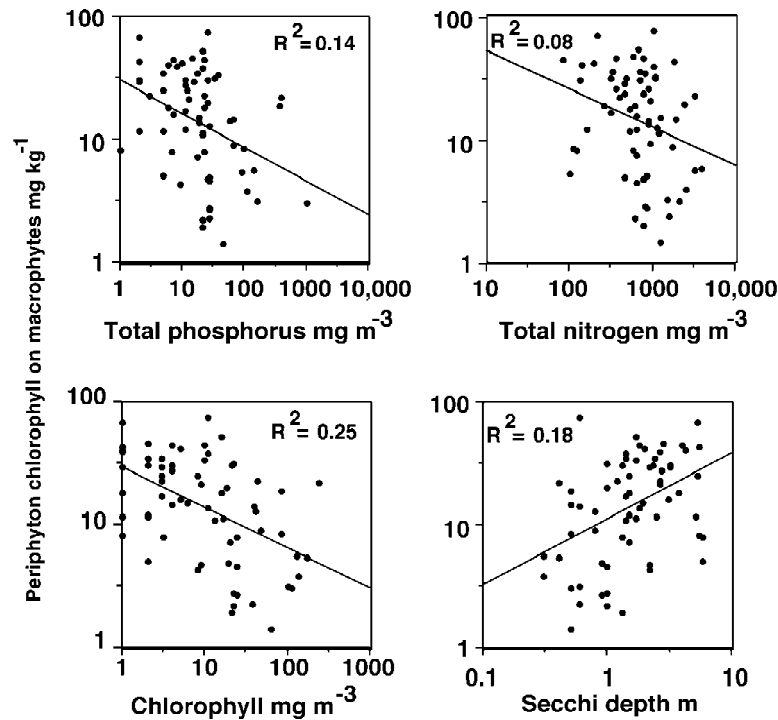 Periphyton chlorophyll on macrophytes mg kg-1
100
10
1
R2=0.14
1 10 100 1000 10,000
Total phosphorus mg m-3
100
10
1
R2=0.08
10 100 1000 10,000
Total nitrogen mg m-3
100
10
1
R2= 0.25
1 10 100 1000
Chlorophyll mg m-3
100
10
1
R2= 0.18
0.1 1 10
Secchi depth m